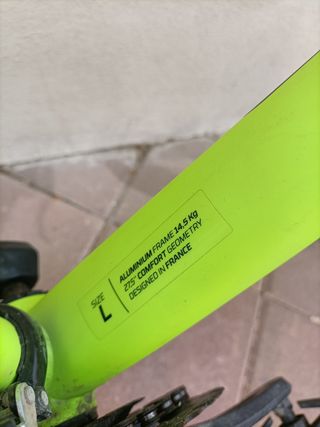 SIZE
L
ALUMINIUM FRAME 14,5 Kg
27.5" COMFORT GEOMETRY
DESIGNED IN FRANCE